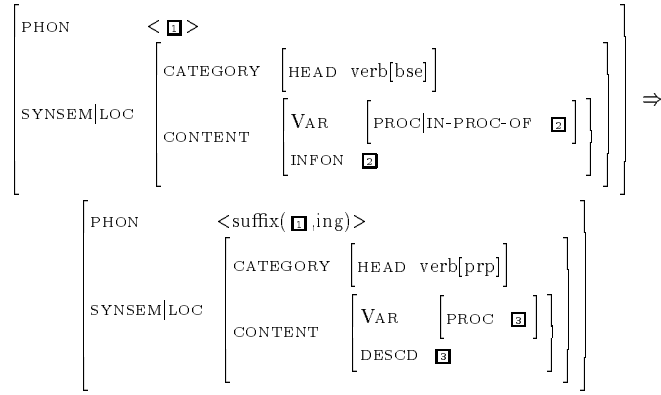 PHON < 1 >
CATEGORY [HEAD verb[bse]]
SYNSEM|LOC ⇒
CONTENT [VAR [PROC|IN-PROC-OF 2]]
INFON 2
PHON <suffix( 1 ,ing)>
CATEGORY [HEAD verb[prp]]
SYNSEM|LOC
CONTENT [VAR [PROC 3]]
DESCD 3